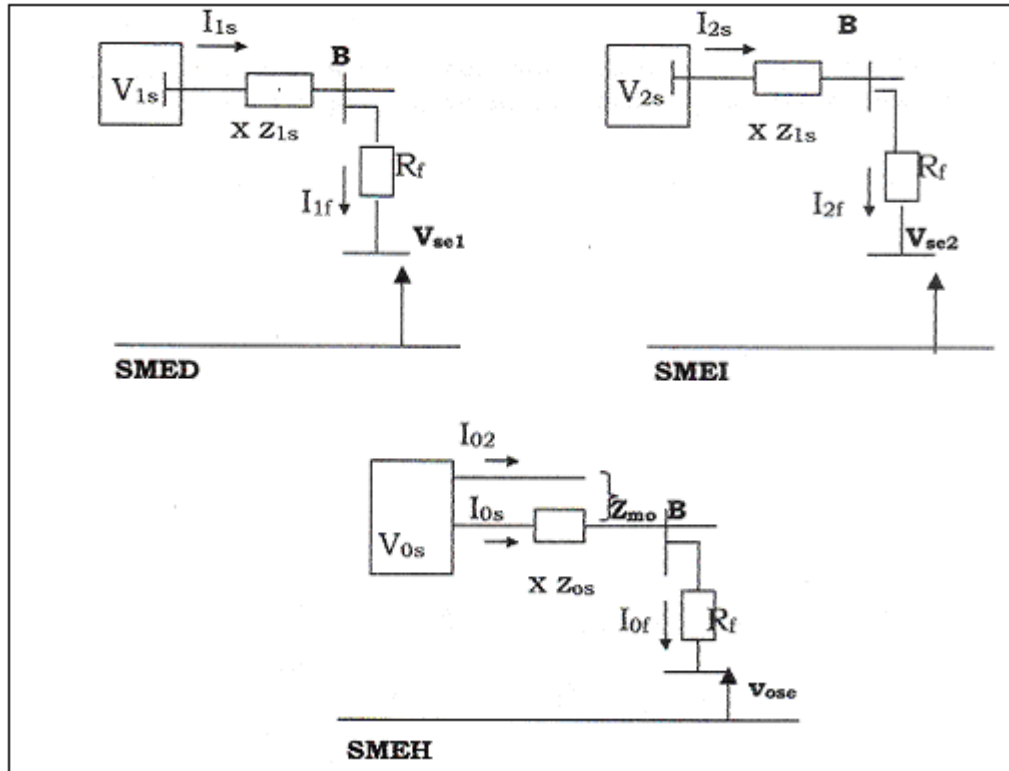 I1s
B
V1s
x z1s
Rf
I1f
Vse1
SMED
I2s
B
V2s
x z1s
Rf
I2f
Vse2
SMEI
I02
I0s
Zmo B
V0s
x zos
I0f
Rf
vose
SMEH